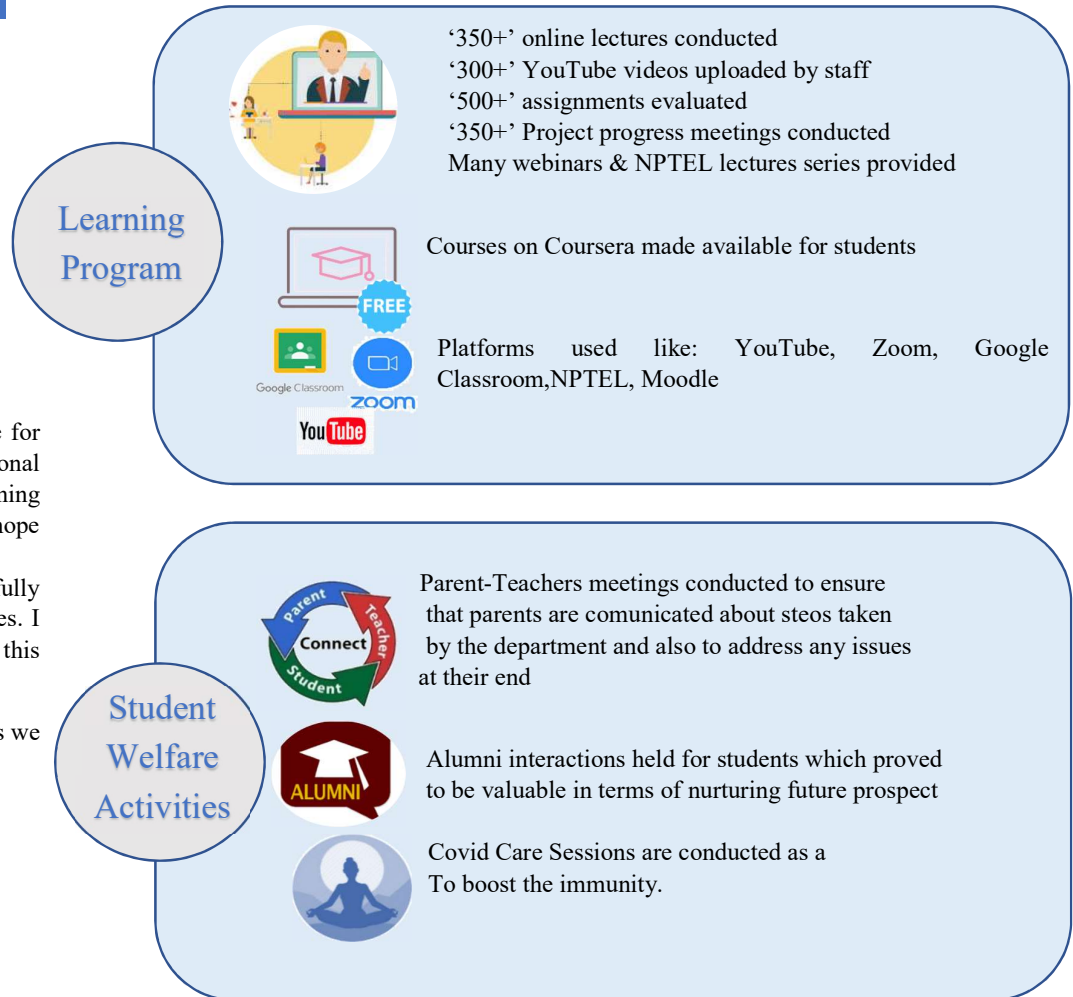 ‘350+’ online lectures conducted
‘300+’ YouTube videos uploaded by staff
‘500+’ assignments evaluated
‘350+’ Project progress meetings conducted
Many webinars & NPTEL lectures series provided
Learning
Program
Courses on Coursera made available for students
FREE
Platforms used like: YouTube, Zoom, Google
Classroom,NPTEL, Moodle
Google Classroom
zoom
YouTube
e for
onal
ning
hope
fully
es. I
this
s we
Parent-Teachers meetings conducted to ensure
that parents are comunicated about steos taken
by the department and also to address any issues
at their end
Parent
Teacher
Connect
Student
Student
Welfare
Activities
Alumni interactions held for students which proved
to be valuable in terms of nurturing future prospect
ALUMNI
Covid Care Sessions are conducted as a
To boost the immunity.